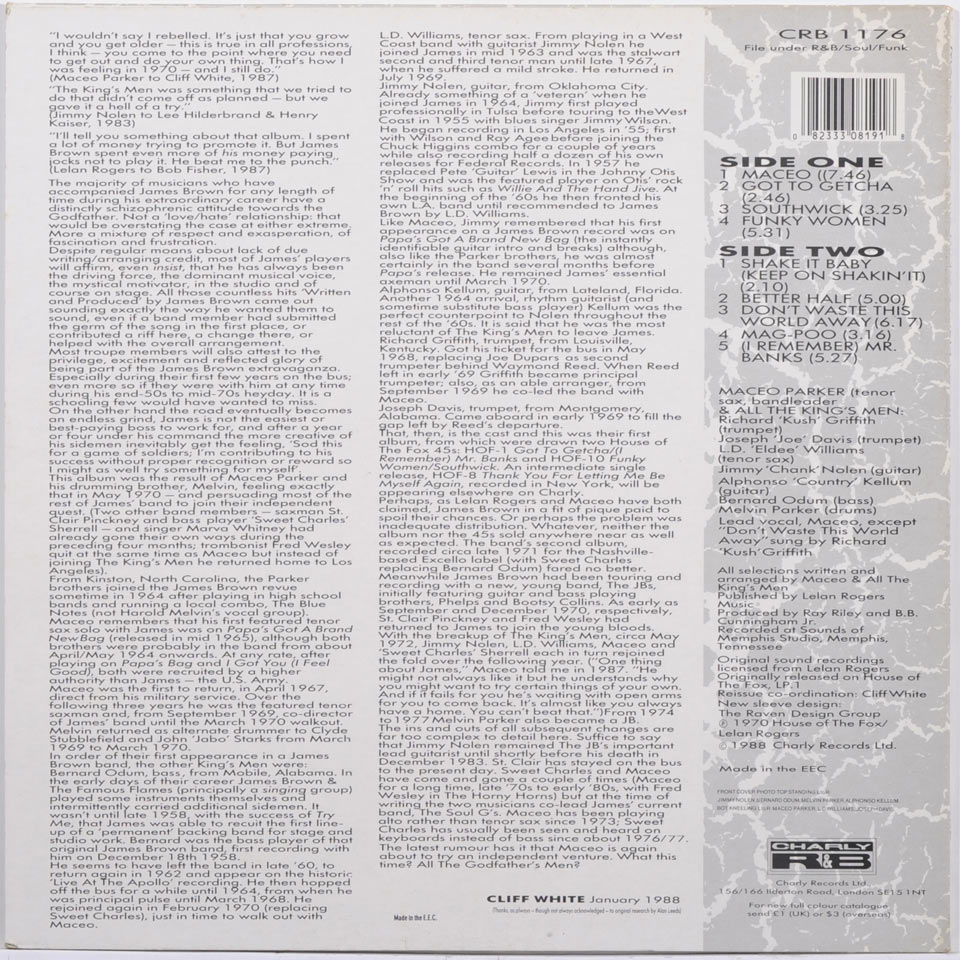 "I wouldn't say I rebelled. It's just that you grow
and you get older — this is true in all professions,
I think — you come to the point where you need
to get out and do your own thing. That's how I
was feeling in 1970 — and I still do."
(Maceo Parker to Cliff White, 1987)
"The King's Men was something that we tried to
do that didn't come off as planned — but we
gave it a hell of a try."
(Jimmy Nolen to Lee Hilderbrand & Henry
Kaiser, 1983)
"I'll tell you something about that album. I spent
a lot of money trying to promote it. But James
Brown spent even more of his money paying
jocks not to play it. He beat me to the punch."
(Lelan Rogers to Bob Fisher, 1987)
The majority of musicians who have
accompanied James Brown for any length of
time during his extraordinary career have a
distinctly schizophrenic attitude towards the
Godfather. Not a 'love/hate' relationship: that
would be overstating the case at either extreme.
More a mixture of respect and exasperation, of
fascination and frustration.
Despite regular moans about lack of due
writing/arranging credit, most of James' players
will affirm, even insist, that he has always been
the driving force, the dominant musical voice,
the mystical motivator, in the studio and of
course on stage. All those countless hits 'Written
and Produced' by James Brown came out
sounding exactly the way he wanted them to
sound, even if a band member had submitted
the germ of the song in the first place, or
contributed a riff here, a change there, or
helped with the overall arrangement.
Most troupe members will also attest to the
privilege, excitement and reflected glory of
being part of the James Brown extravaganza.
Especially during their first few years on the bus;
even more so if they were with him at any time
during his end-50s to mid-70s heyday. It is a
schooling few would have wanted to miss.
On the other hand the road eventually becomes
an endless grind, James is not the easiest or
best-paying boss to work for, and after a year
or four under his command the more creative of
his sidemen inevitably get the feeling, 'Sod this
for a game of soldiers; I'm contributing to his
success without proper recognition or reward so
I might as well try something for myself'.
This album was the result of Maceo Parker and
his drumming brother, Melvin, feeling exactly
that in May 1970 — and persuading most of the
rest of James' band to join their independent
quest. (Two other band members — saxman St.
Clair Pinckney and bass player 'Sweet Charles'
Sherrell — and singer Marva Whitney had
already gone their own ways during the
preceding four months; trombonist Fred Wesley
quit at the same time as Maceo but instead of
joining The King's Men he returned home to Los
Angeles).
From Kinston, North Carolina, the Parker
brothers joined the James Brown revue
sometime in 1964 after playing in high school
bands and running a local combo, The Blue
Notes (not Harold Melvin's vocal group).
Maceo remembers that his first featured tenor
sax solo with James was on Papa's Got A Brand
New Bag (released in mid 1965), although both
brothers were probably in the band from about
April/May 1964 onwards. At any rate, after
playing on Papa's Bag and I Got You (I Feel
Good), both were recruited by a higher
authority than James — the U.S. Army.
Maceo was the first to return, in April 1967,
direct from his military service. Over the
following three years he was the featured tenor
saxman and, from September 1969, co-director
of James' band until the March 1970 walkout.
Melvin returned as alternate drummer to Clyde
Stubblefield and John 'Jabo' Starks from March
1969 to March 1970.
In order of their first appearance in a James
Brown band, the other King's Men were:
Bernard Odum, bass, from Mobile, Alabama. In
the early days of their career James Brown &
The Famous Flames (principally a singing group)
played some instruments themselves and
intermittently carried additional sidemen. It
wasn't until late 1958, with the success of Try
Me, that James was able to recuit the first line-
up of a 'permanent' backing band for stage and
studio work. Bernard was the bass player of that
original James Brown band, first recording with
him on December 18th 1958.
He seems to have left the band in late '60, to
return again in 1962 and appear on the historic
'Live At The Apollo' recording. He then hopped
off the bus for a while until 1964, from when he
was principal pulse until March 1968. He
rejoined again in February 1970 (replacing
Sweet Charles), just in time to walk out with
Maceo.
L.D. Williams, tenor sax. From playing in a West
Coast band with guitarist Jimmy Nolen he
joined James in mid 1963 and was the stalwart
second and third tenor man until late 1967,
when he suffered a mild stroke. He returned in
July 1969.
Jimmy Nolen, guitar, from Oklahoma City.
Already something of a 'veteran' when he
joined James in 1964, Jimmy first played
professionally in Tulsa before touring to the West
Coast in 1955 with blues singer Jimmy Wilson.
He began recording in Los Angeles in '55; first
with Wilson and Ray Agee before joining the
Chuck Higgins combo for a couple of years
while also recording half a dozen of his own
releases for Federal Records. In 1957 he
replaced Pete 'Guitar' Lewis in the Johnny Otis
Show and was the featured player on Otis' rock
'n' roll hits such as Willie And The Hand Jive. At
the beginning of the '60s he then fronted his
own L.A. band until recommended to James
Brown by L.D. Williams.
Like Maceo, Jimmy remembered that his first
appearance on a James Brown record was on
Papa's Got A Brand New Bag (the instantly
identifiable guitar intro and breaks) although,
also like the Parker brothers, he was almost
certainly in the band several months before
Papa's release. He remained James' essential
axeman until March 1970.
Alphonso Kellum, guitar, from Lateland, Florida.
Another 1964 arrival, rhythm guitarist (and
sometime substitute bass player) Kellum was the
perfect counterpoint to Nolen throughout the
rest of the '60s. It is said that he was the most
reluctant of The King's Men to leave James.
Richard Griffith, trumpet, from Louisville,
Kentucky. Got his ticket for the bus in May
1968, replacing Joe Dupars as second
trumpeter behind Waymond Reed. When Reed
left in early '69 Griffith became principal
trumpeter; also, as an able arranger, from
September 1969 he co-led the band with
Maceo.
Joseph Davis, trumpet, from Montgomery,
Alabama. Came aboard in early 1969 to fill the
gap left by Reed's departure.
That, then, is the cast and this was their first
album, from which were drawn two House of
The Fox 45s: HOF-1 Got To Getcha/(I
Remember) Mr. Banks and HOF-10 Funky
Women/Southwick. An intermediate single
release, HOF-8 Thank You For Letting Me Be
Myself Again, recorded in New York, will be
appearing elsewhere on Charly.
Perhaps, as Lelan Rogers and Maceo have both
claimed, James Brown in a fit of pique paid to
spoil their chances. Or perhaps the problem was
inadequate distribution. Whatever, neither the
album nor the 45s sold anywhere near as well
as expected. The band's second album,
recorded circa late 1971 for the Nashville-
based Excello label (with Sweet Charles
replacing Bernard Odum) fared no better.
Meanwhile James Brown had been touring and
recording with a new, young band, The JBs,
initially featuring guitar and bass playing
brothers, Phelps and Bootsy Collins. As early as
September and December 1970, respectively,
St. Clair Pinckney and Fred Wesley had
returned to James to join the young bloods.
With the breakup of The King's Men, circa May
1972, Jimmy Nolen, L.D. Williams, Maceo and
'Sweet Charles' Sherrell each in turn rejoined
the fold over the following year. ("One thing
about James," Maceo told me in 1987. "He
might not always like it but he understands why
you might want to try certain things of your own.
And if it fails for you he's waiting with open arms
for you to come back. It's almost like you always
have a home. You can't beat that.") From 1974
to 1977 Melvin Parker also became a JB.
The ins and outs of all subsequent changes are
far too complex to detail here. Suffice to say
that Jimmy Nolen remained The JB's important
lead guitarist until shortly before his death in
December 1983. St. Clair has stayed on the bus
to the present day. Sweet Charles and Maceo
have come and gone a couple of times (Maceo
for a long time, late '70s to early '80s, with Fred
Wesley in The Horny Horns) but at the time of
writing the two musicians co-lead James' current
band, The Soul G's. Maceo has been playing
alto rather than tenor sax since 1973; Sweet
Charles has usually been seen and heard on
keyboards instead of bass since about 1976/77.
The latest rumour has it that Maceo is again
about to try an independent venture. What this
time? All The Godfather's Men?
CLIFF WHITE January 1988
(Thanks, as always — though not always acknowledged — to original research by Alan Leeds)
Made in the E.E.C.
CRB 1176
File under R&B/Soul/Funk
0 82333 08191 8
SIDE ONE
1 MACEO ((7.46)
2 GOT TO GETCHA
(2.46)
3 SOUTHWICK (3.25)
4 FUNKY WOMEN
(5.31)
SIDE TWO
1 SHAKE IT BABY
(KEEP ON SHAKIN'IT)
(2.10)
2 BETTER HALF (5.00)
3 DON'T WASTE THIS
WORLD AWAY (6.17)
4 MAG-POO (3.16)
5 (I REMEMBER) MR.
BANKS (5.27)
MACEO PARKER (tenor
sax, bandleader)
& ALL THE KING'S MEN:
Richard 'Kush' Griffith
(trumpet)
Joseph 'Joe' Davis (trumpet)
L.D. 'Eldee' Williams
(tenor sax)
Jimmy 'Chank' Nolen (guitar)
Alphonso 'Country' Kellum
(guitar)
Bernard Odum (bass)
Melvin Parker (drums)
Lead vocal, Maceo, except
"Don't Waste This World
Away" sung by Richard
'Kush' Griffith
All selections written and
arranged by Maceo & All The
King's Men
Published by Lelan Rogers
Music
Produced by Ray Riley and B.B.
Cunningham Jr.
Recorded at Sounds of
Memphis Studio, Memphis,
Tennessee
Original sound recordings
licensed from Lelan Rogers
Originally released on House of
The Fox, LP.1
Reissue co-ordination: Cliff White
New sleeve design:
The Raven Design Group
℗ 1970 House of The Fox/
Lelan Rogers
© 1988 Charly Records Ltd.
Made in the EEC
FRONT COVER PHOTO TOP STANDING L-R:
JIMMY NOLEN, BERNARD ODUM, MELVIN PARKER, ALPHONSO KELLUM
MACEO PARKER, L.D. WILLIAMS,
CHARLY
R&B
Charly Records Ltd.
156/166 Ilderton Road, London SE15 1NT
For new full colour catalogue
send £1 (UK) or $3 (overseas)